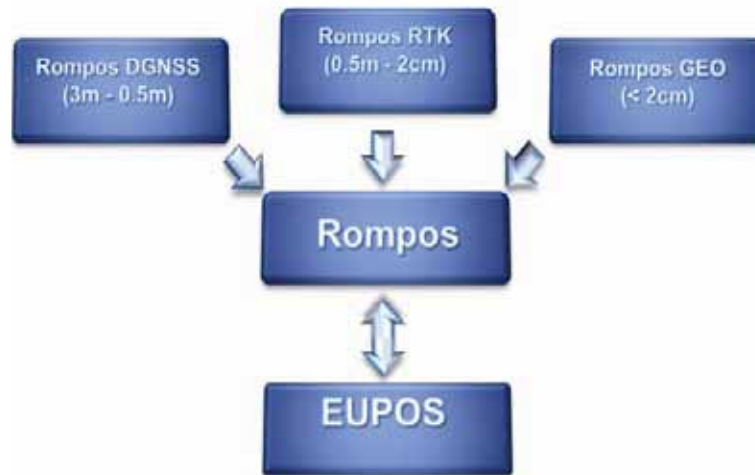 Rompos DGNSS
(3m - 0.5m)
Rompos RTK
(0.5m - 2cm)
Rompos GEO
(< 2cm)
Rompos
EUPOS